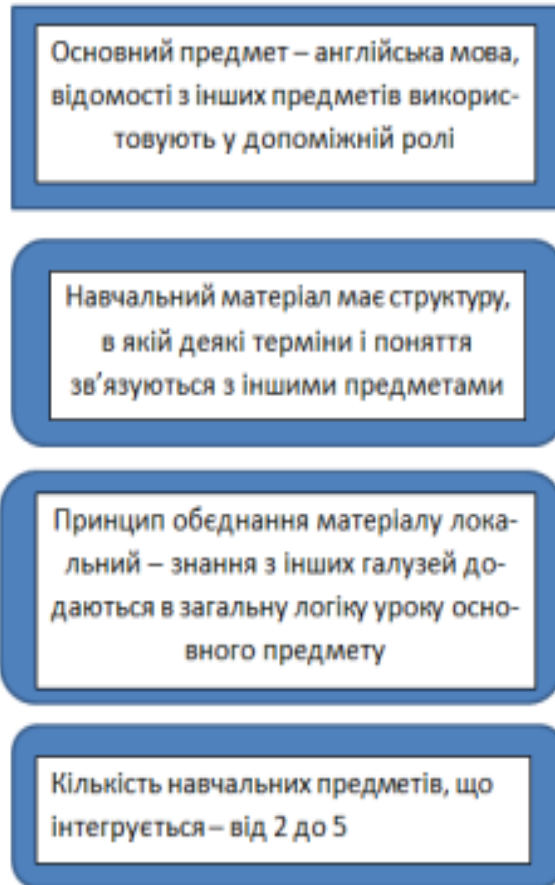 Основний предмет – англійська мова,
відомості з інших предметів викорис-
товують у допоміжній ролі
Навчальний матеріал має структуру,
в якій деякі терміни і поняття
зв’язуються з іншими предметами
Принцип обєднання матеріалу лока-
льний – знання з інших галузей до-
даються в загальну логіку уроку осно-
вного предмету
Кількість навчальних предметів, що
інтегрується – від 2 до 5